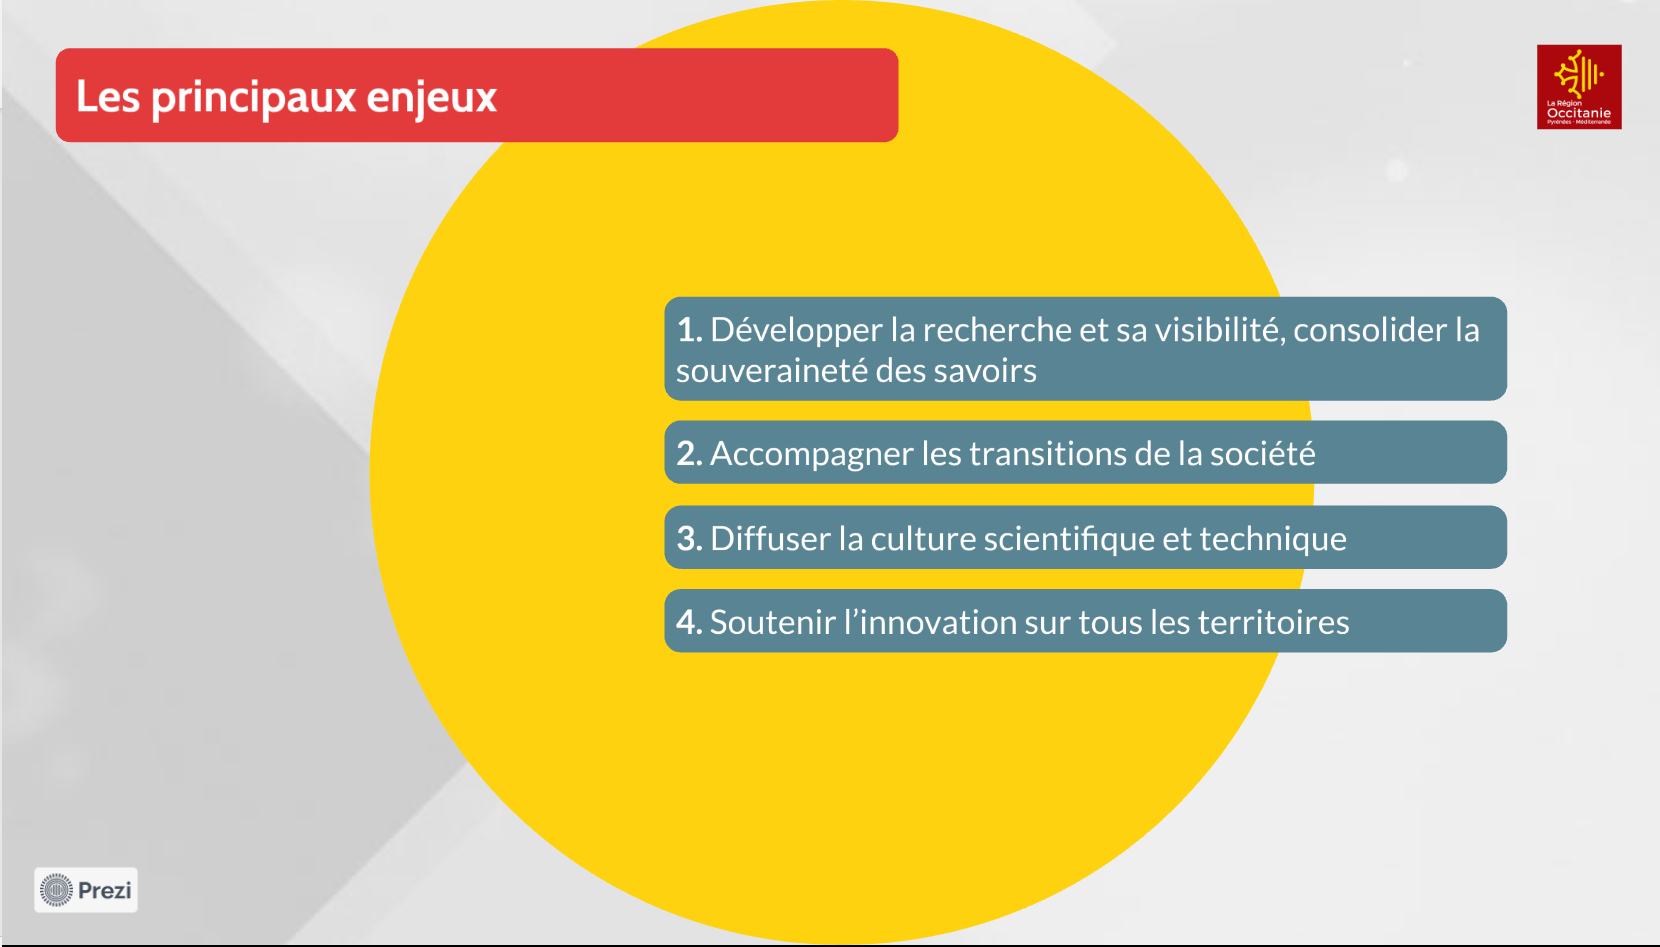 Les principaux enjeux
La Région
Occitanie
Pyrénées - Méditerranée
1. Développer la recherche et sa visibilité, consolider la
souveraineté des savoirs
2. Accompagner les transitions de la société
3. Diffuser la culture scientifique et technique
4. Soutenir l’innovation sur tous les territoires
Prezi